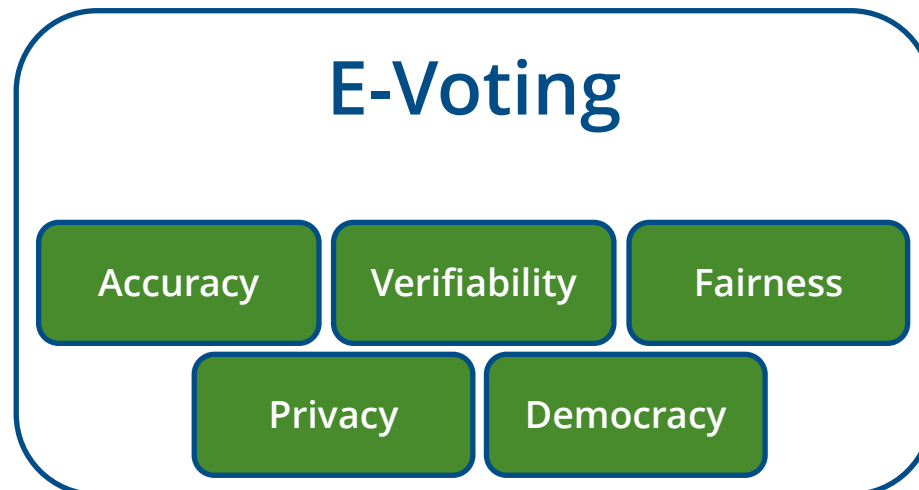 E-Voting
Accuracy
Verifiability
Fairness
Privacy
Democracy